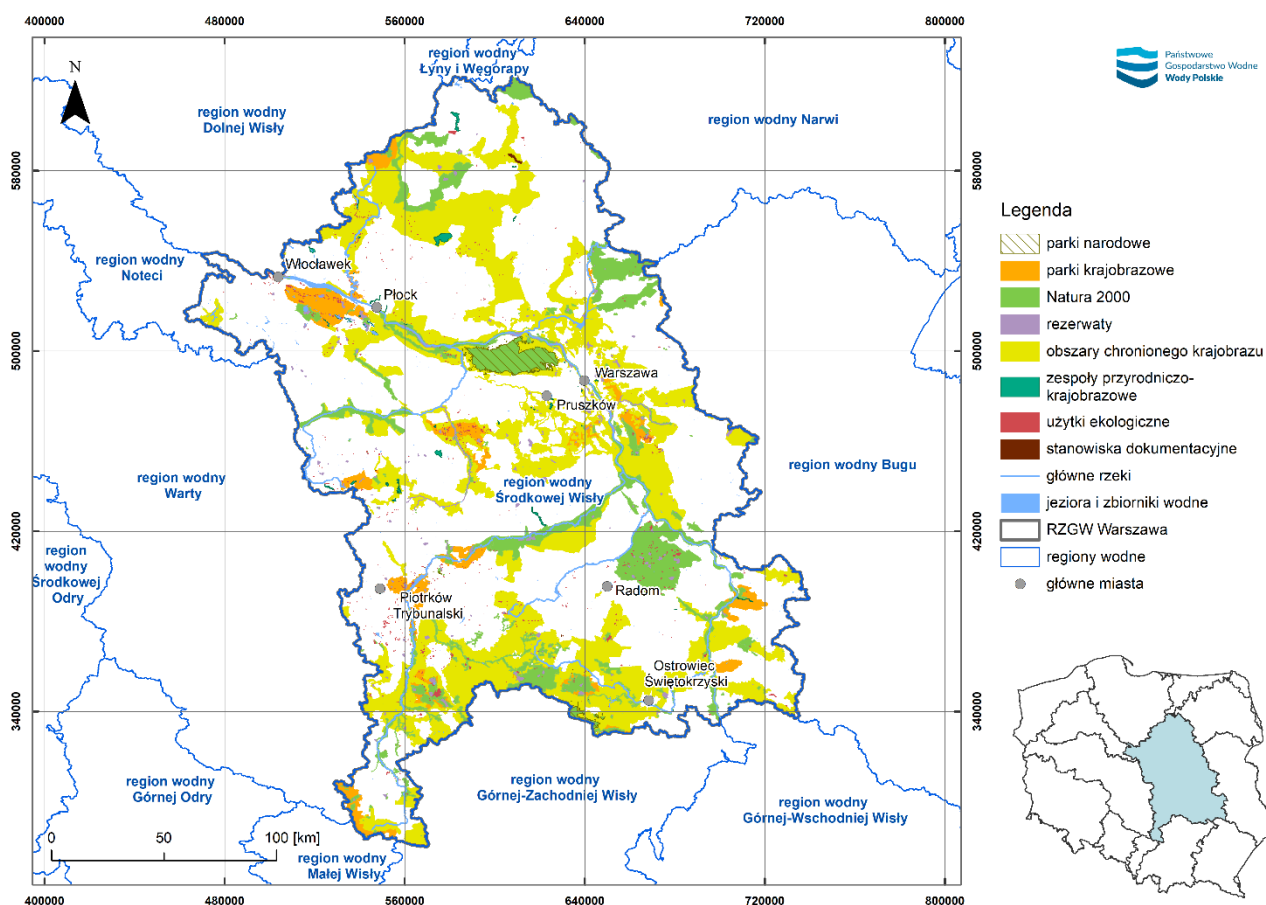 400000 480000 560000 640000 720000 800000
region wodny
Łyny i Węgorapy
Państwowe
Gospodarstwo Wodne
Wody Polskie
N
region wodny
Dolnej Wisły
region wodny Narwi
580000
580000
Legenda
parki narodowe
parki krajobrazowe
Natura 2000
rezerwaty
obszary chronionego krajobrazu
zespoły przyrodniczo-
krajobrazowe
użytki ekologiczne
stanowiska dokumentacyjne
główne rzeki
jeziora i zbiorniki wodne
RZGW Warszawa
regiony wodne
główne miasta
region wodny
Noteci
Włocławek
Płock
5000000
5000000
Warszawa
Pruszków
region wodny
Warty
region wodny
Środkowej Wisły
region wodny Bugu
420000
420000
region
wodny
Środkowej
Odry
Piotrków
Trybunalski
Radom
Ostrowiec
Świętokrzyski
340000
340000
region wodny
Górnej Odry
region wodny
Górnej-Zachodniej Wisły
region wodny
Górnej-Wschodniej Wisły
0 50 100 [km]
region wodny
Małej Wisły
400000 480000 560000 640000 720000 800000